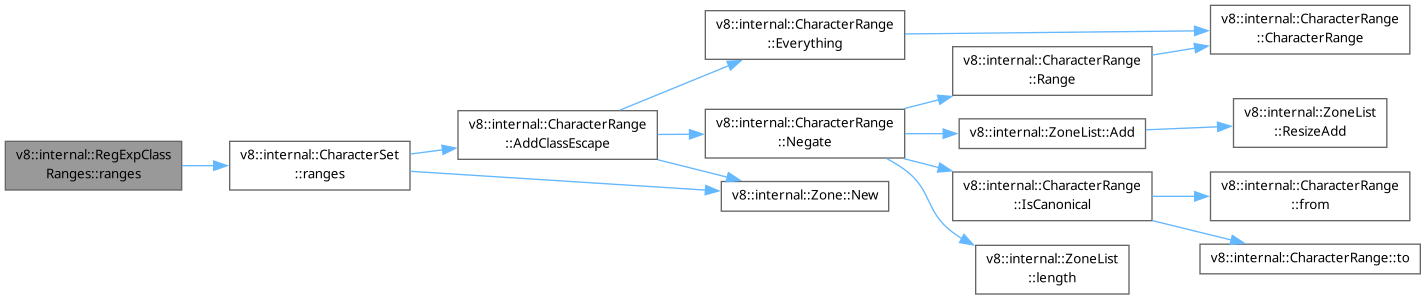 v8::internal::RegExpClass
Ranges::ranges
v8::internal::CharacterSet
::ranges
v8::internal::CharacterRange
::AddClassEscape
v8::internal::CharacterRange
::Everything
v8::internal::CharacterRange
::Negate
v8::internal::Zone::New
v8::internal::CharacterRange
::Range
v8::internal::ZoneList::Add
v8::internal::CharacterRange
::IsCanonical
v8::internal::ZoneList
::length
v8::internal::CharacterRange
::CharacterRange
v8::internal::ZoneList
::ResizeAdd
v8::internal::CharacterRange
::from
v8::internal::CharacterRange::to